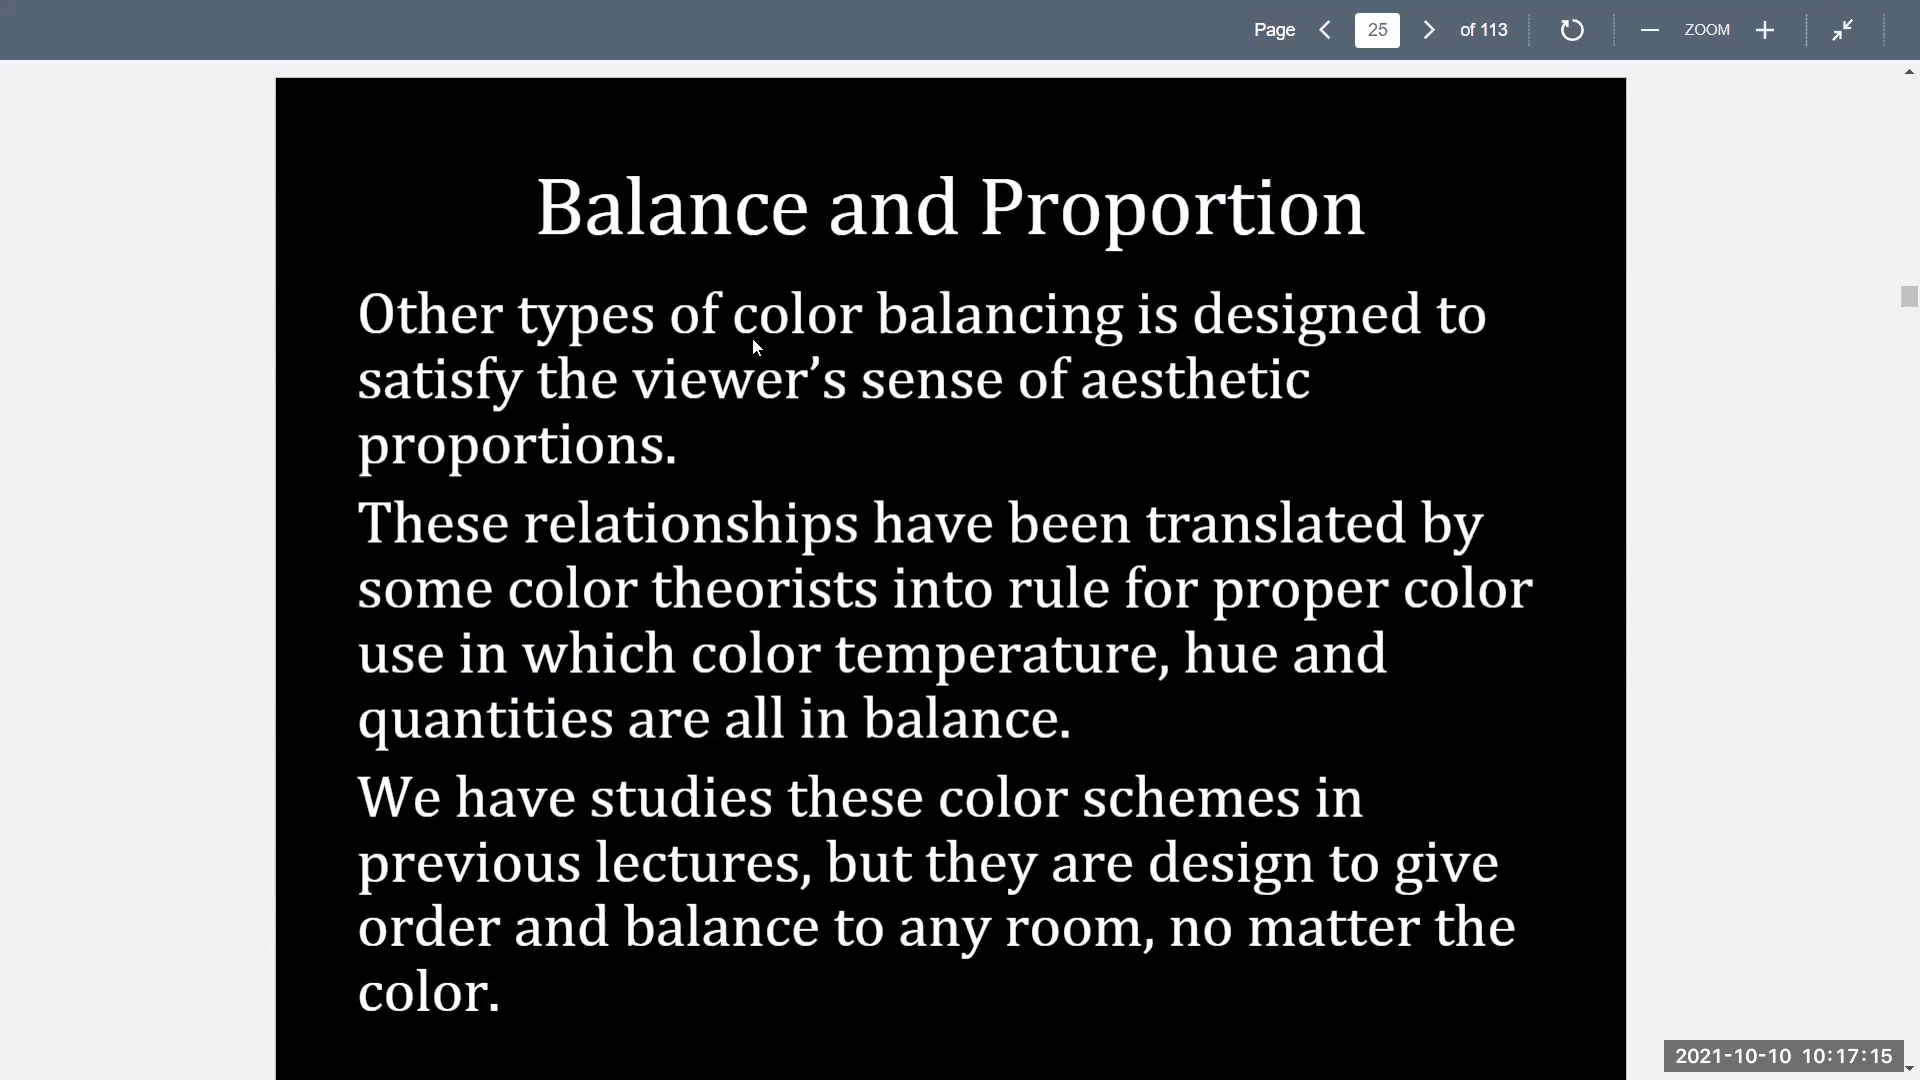 Page 25 of 113 ZOOM
Balance and Proportion
Other types of color balancing is designed to
satisfy the viewer’s sense of aesthetic
proportions.
These relationships have been translated by
some color theorists into rule for proper color
use in which color temperature, hue and
quantities are all in balance.
We have studies these color schemes in
previous lectures, but they are design to give
order and balance to any room, no matter the
color.
2021-10-10 10:17:15